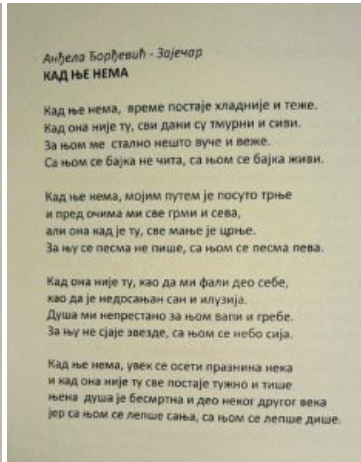 Анђела Ђорђевић - Зајечар
КАД ЊЕ НЕМА
Кад ње нема, време постаје хладније и теже.
Кад она није ту, сви дани су тмурни и сиви.
За њом ме стално нешто вуче и веже.
Са њом се бајка не чита, са њом се бајка живи.
Кад ње нема, мојим путем је посуто трње
и пред очима ми све грми и сева,
али она кад је ту, све мање је црње.
За њу се песма не пише, са њом се песма пева.
Кад она није ту, као да ми фали део себе,
као да је недосањан сан и илузија.
Душа ми непрестано за њом вапи и гребе.
За њу не сјаје звезде, са њом се небо сија.
Кад ње нема, увек се осети празнина нека
и кад она није ту све постаје тужно и тише
њена душа је бесмртна и део неког другог века
јер са њом се лепше сања, са њом се лепше дише.